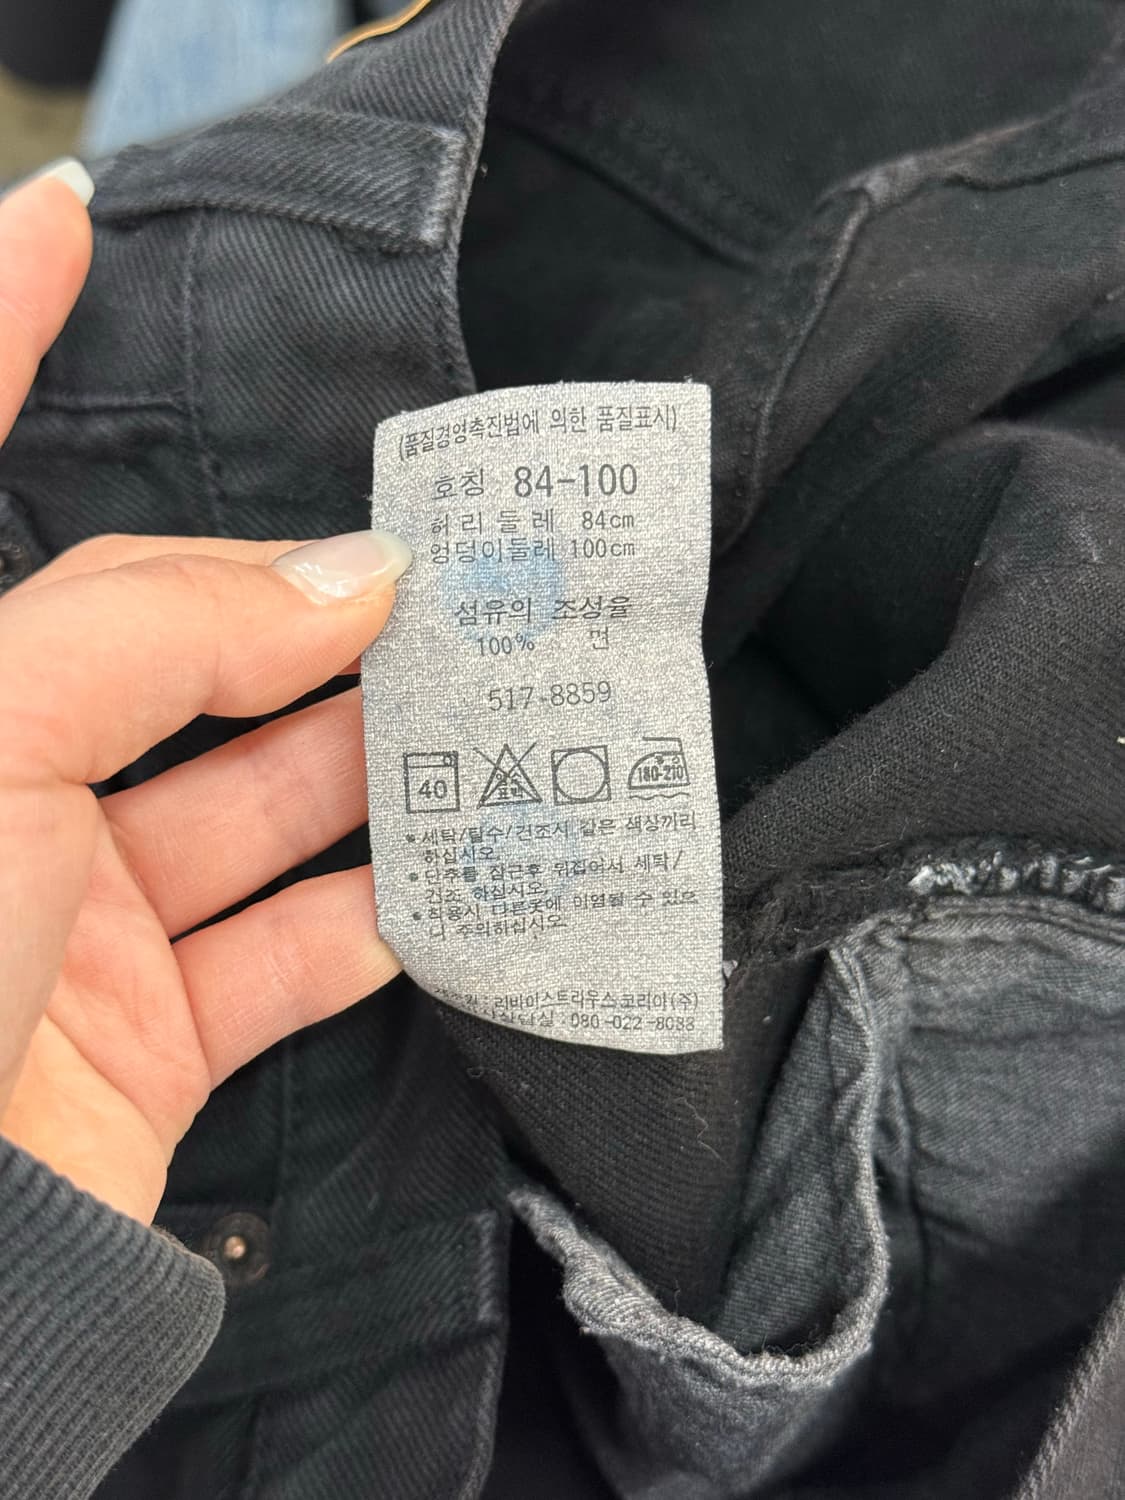 (품질경영촉진법에 의한 품질표시)
호칭 84-100
허리둘레 84cm
엉덩이둘레 100cm
섬유의 조성율
100% 면
517-8859
40
180-210
• 세탁/탈수/건조시 같은 색상끼리
하십시오
• 단추를 잠근후 뒤집어서 세탁/
건조 하십시오
• 착용시 다른옷에 이염될 수 있으
니 주의하십시오
: 리바이스트라우스코리아(주)
상담실 : 080-022-8088